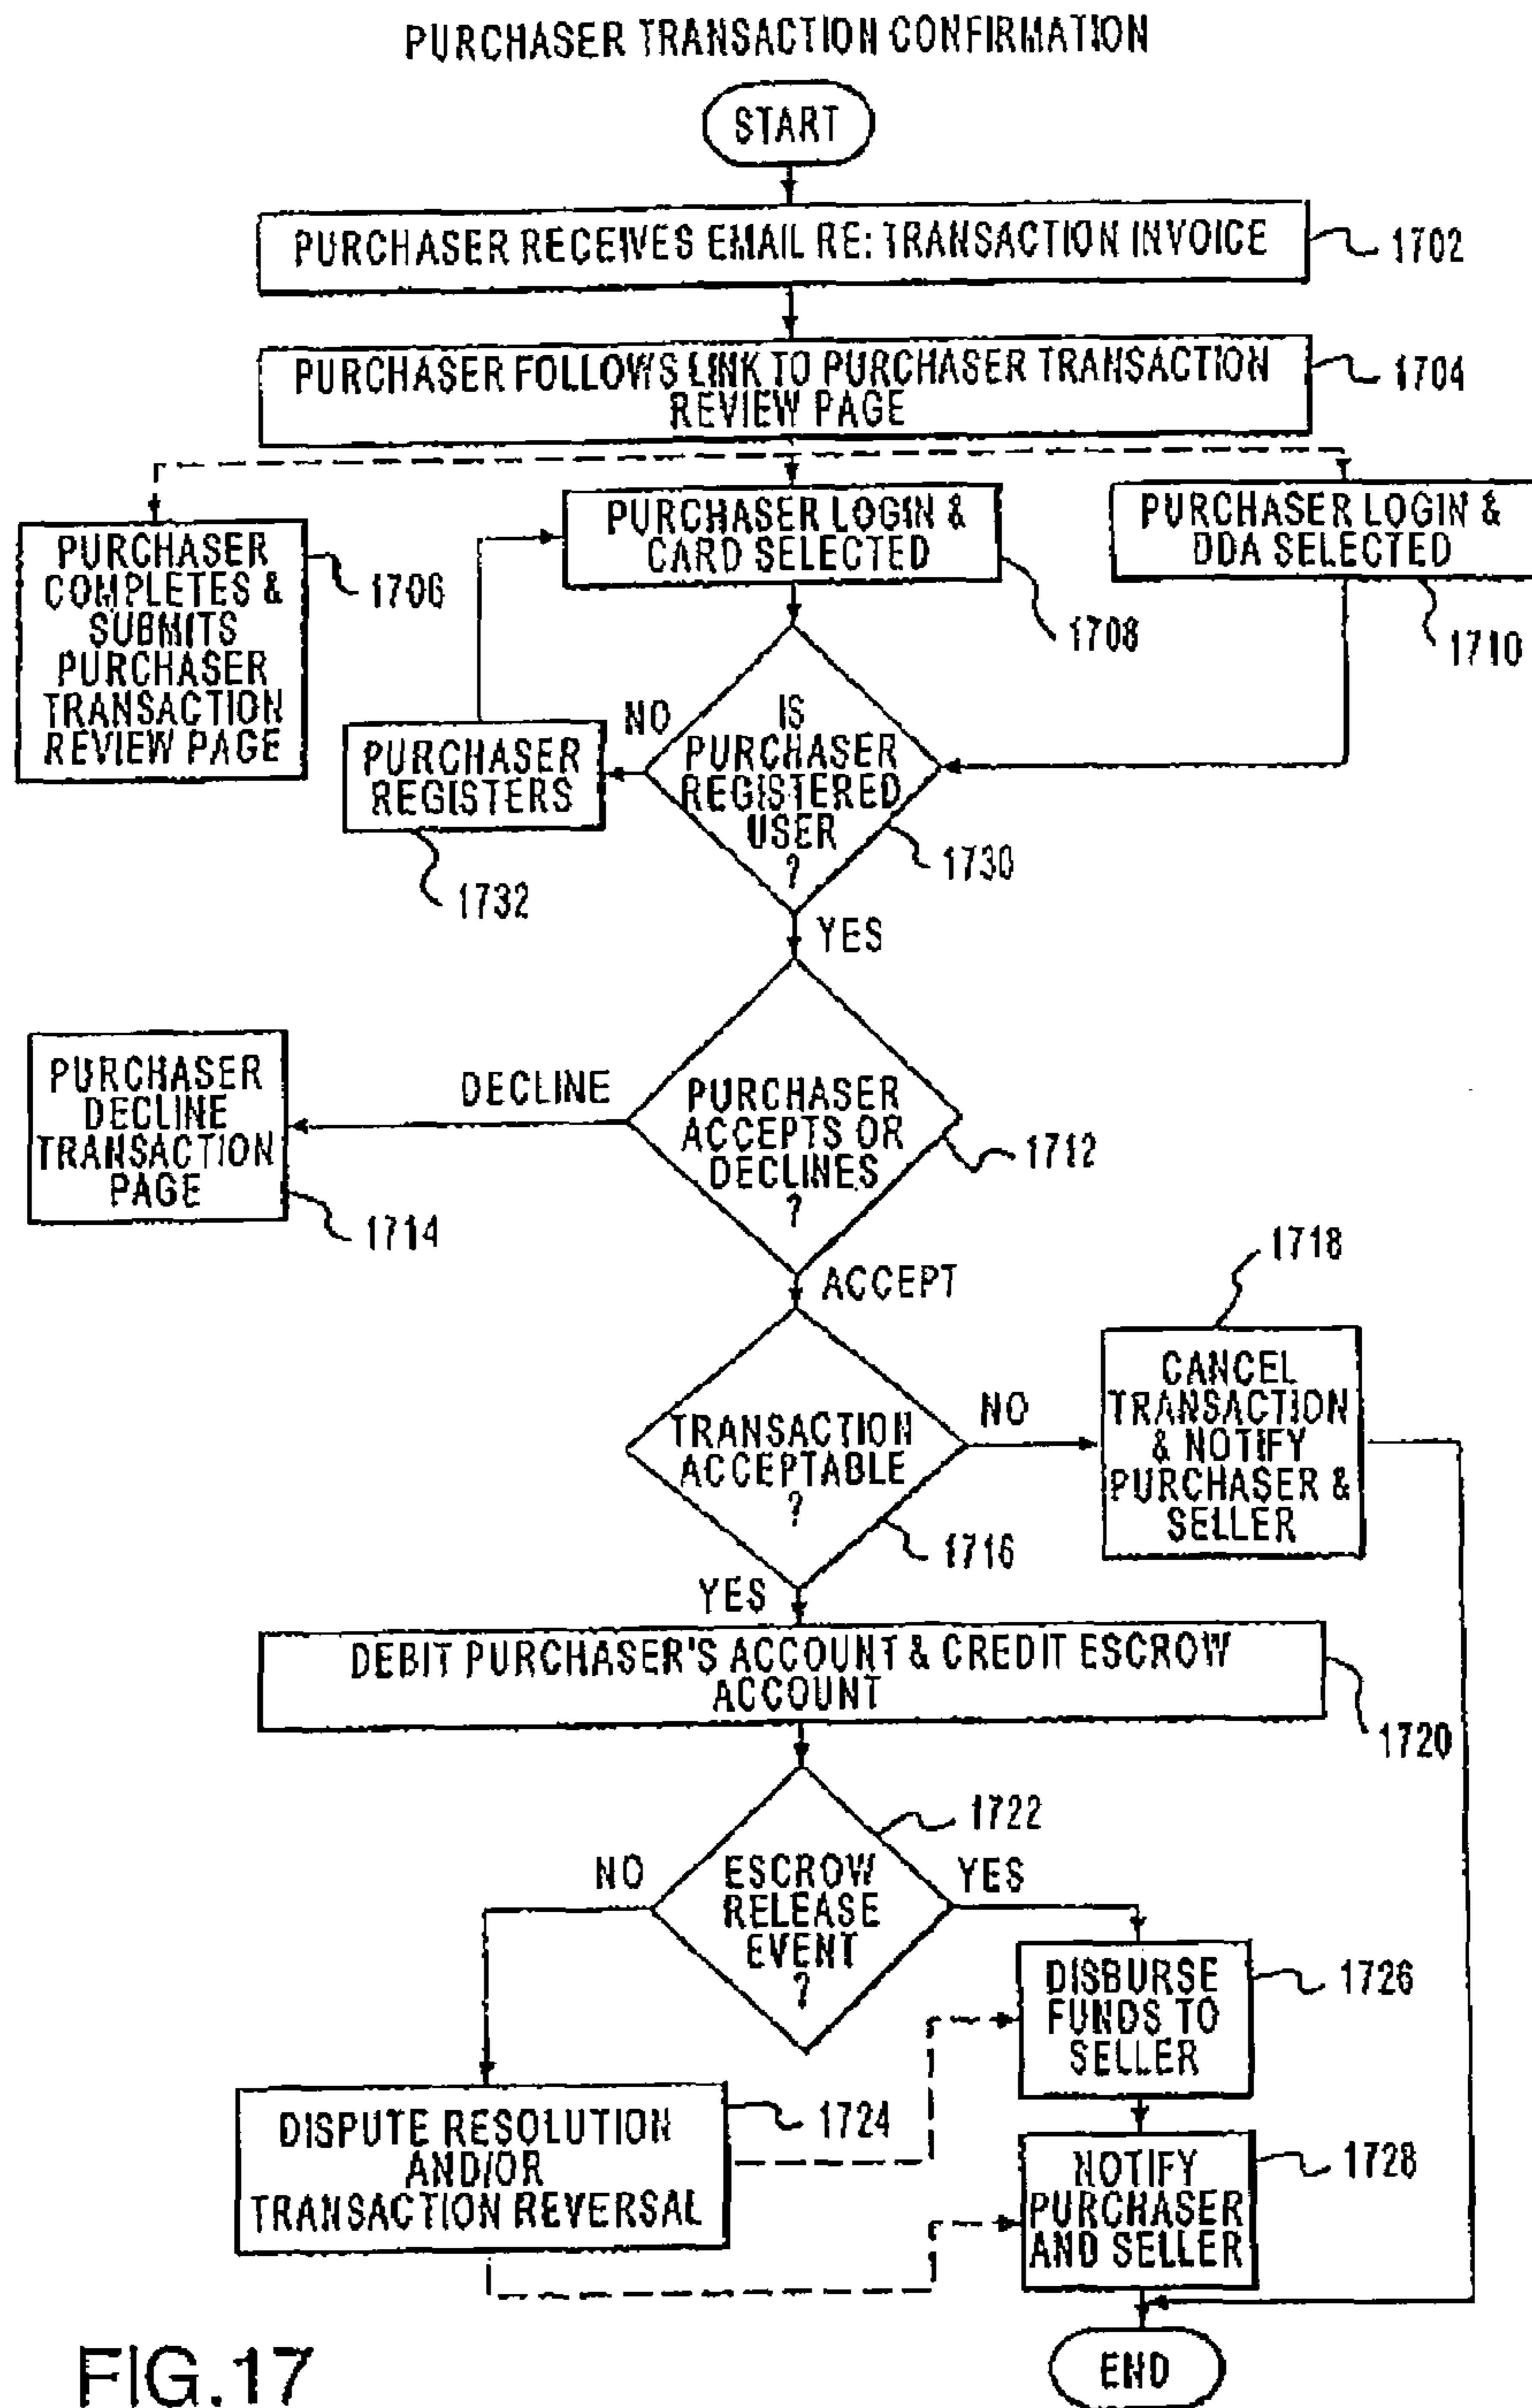 PURCHASER TRANSACTION CONFIRMATION
START
PURCHASER RECEIVES EMAIL RE: TRANSACTION INVOICE
1702
PURCHASER FOLLOWS LINK TO PURCHASER TRANSACTION
REVIEW PAGE
1704
PURCHASER
COMPLETES &
SUBMITS
PURCHASER
TRANSACTION
REVIEW PAGE
1706
PURCHASER LOGIN &
CARD SELECTED
1708
PURCHASER LOGIN &
DDA SELECTED
1710
NO
IS
PURCHASER
REGISTERED
USER
?
1730
PURCHASER
REGISTERS
1732
YES
PURCHASER
DECLINE
TRANSACTION
PAGE
1714
DECLINE
PURCHASER
ACCEPTS OR
DECLINES
?
1712
ACCEPT
TRANSACTION
ACCEPTABLE
?
1716
NO
1718
CANCEL
TRANSACTION
& NOTIFY
PURCHASER &
SELLER
YES
DEBIT PURCHASER'S ACCOUNT & CREDIT ESCROW
ACCOUNT
1720
1722
NO
ESCROW
RELEASE
EVENT
?
YES
DISBURSE
FUNDS TO
SELLER
1726
DISPUTE RESOLUTION
AND/OR
TRANSACTION REVERSAL
1724
NOTIFY
PURCHASER
AND SELLER
1728
END
FIG.17